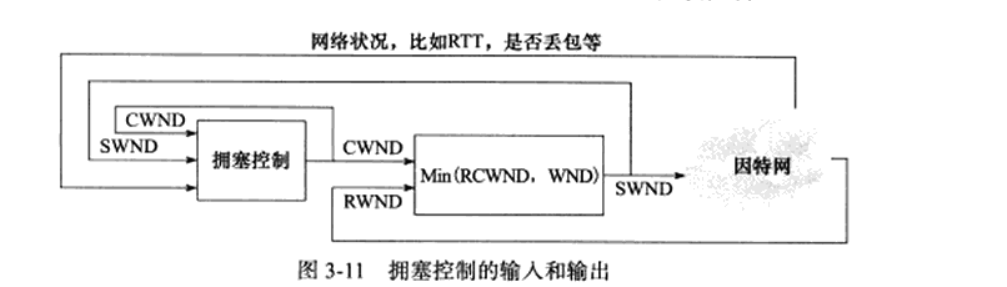 网络状况，比如RTT，是否丢包等
CWND
SWND
拥塞控制
CWND
RWND
Min(RCWND，WND)
SWND
因特网
图 3-11 拥塞控制的输入和输出